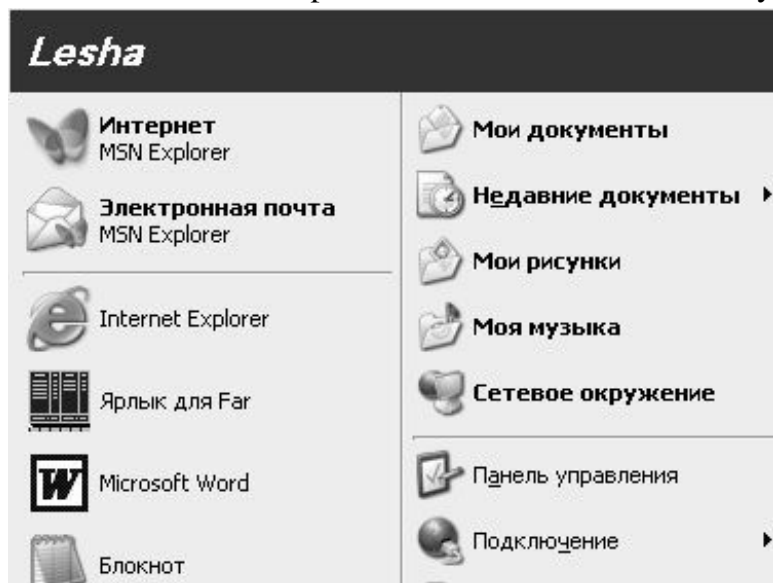 Lesha
Интернет
MSN Explorer
Электронная почта
MSN Explorer
Internet Explorer
Ярлык для Far
Microsoft Word
Блокнот
Мои документы
Недавние документы
Мои рисунки
Моя музыка
Сетевое окружение
Панель управления
Подключение